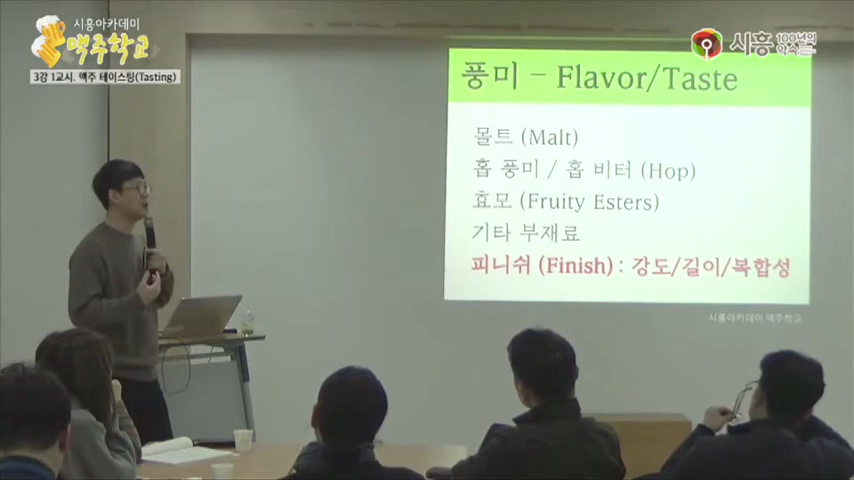 시흥아카데미
맥주학교
3강 1교시. 맥주 테이스팅(Tasting)
시흥 100년의 약속
풍미 – Flavor/Taste
몰트 (Malt)
홉 풍미 / 홉 비터 (Hop)
효모 (Fruity Esters)
기타 부재료
피니쉬 (Finish) : 강도/길이/복합성
시흥아카데미 맥주학교